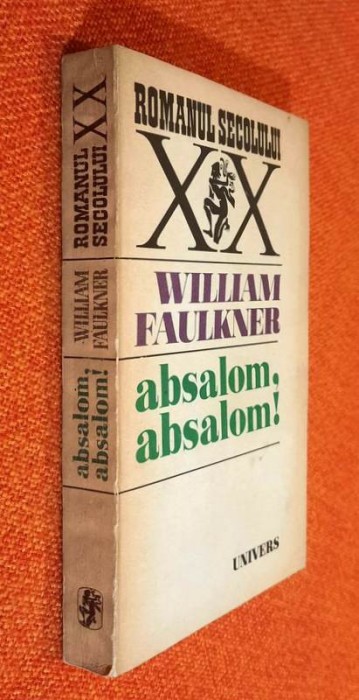 ROMANUL SECOLULUI
XX
WILLIAM
FAULKNER
absalom,
absalom!
UNIVERS
ROMANUL
SECOLULUI
XX
WILLIAM
FAULKNER
absalom,
absalom!